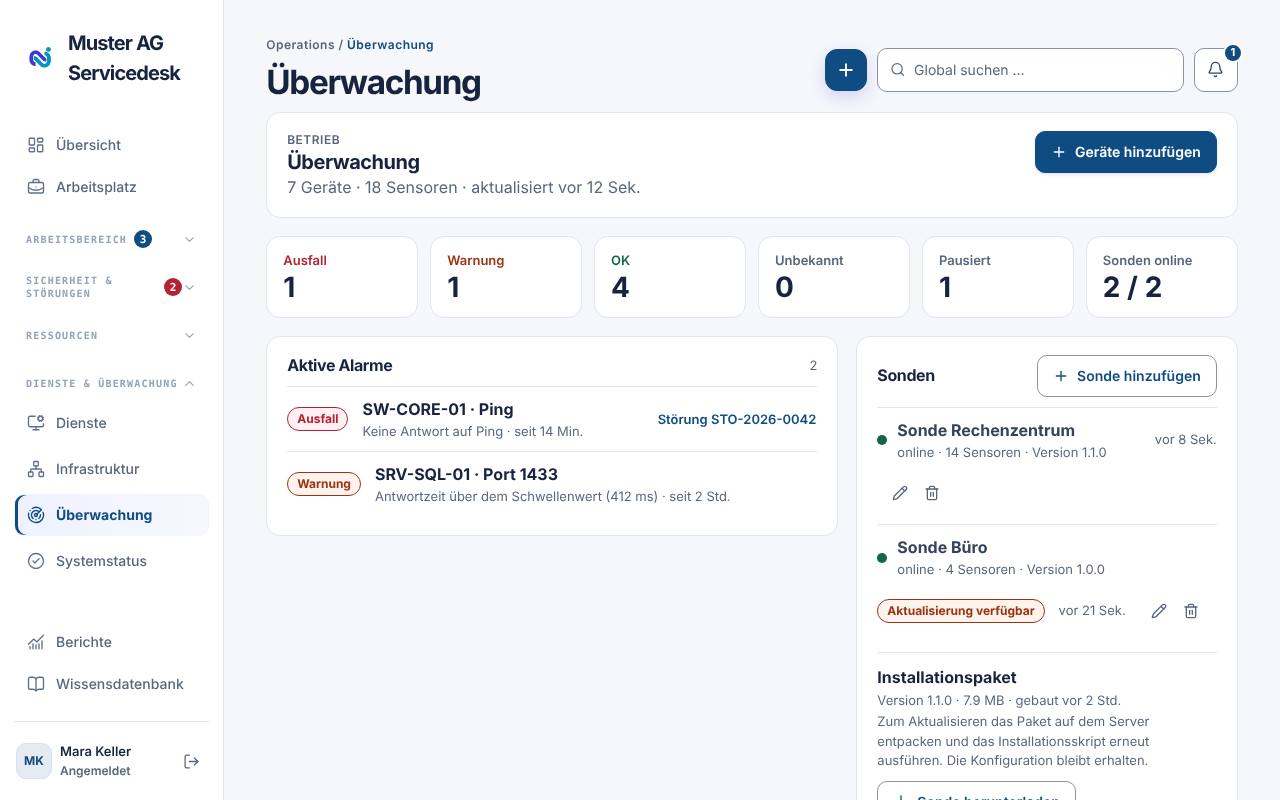 Muster AG
Servicedesk
Übersicht
Arbeitsplatz
ARBEITSBEREICH 3
SICHERHEIT &
STÖRUNGEN 2
RESSOURCEN
DIENSTE & ÜBERWACHUNG
Dienste
Infrastruktur
Überwachung
Systemstatus
Berichte
Wissensdatenbank
MK
Mara Keller
Angemeldet
Operations / Überwachung
Überwachung
Global suchen ...
1
BETRIEB
Überwachung
7 Geräte · 18 Sensoren · aktualisiert vor 12 Sek.
Geräte hinzufügen
Ausfall
1
Warnung
1
OK
4
Unbekannt
0
Pausiert
1
Sonden online
2 / 2
Aktive Alarme 2
Ausfall
SW-CORE-01 · Ping
Keine Antwort auf Ping · seit 14 Min.
Störung STO-2026-0042
Warnung
SRV-SQL-01 · Port 1433
Antwortzeit über dem Schwellenwert (412 ms) · seit 2 Std.
Sonden
Sonde hinzufügen
Sonde Rechenzentrum
online · 14 Sensoren · Version 1.1.0
vor 8 Sek.
Sonde Büro
online · 4 Sensoren · Version 1.0.0
Aktualisierung verfügbar
vor 21 Sek.
Installationspaket
Version 1.1.0 · 7.9 MB · gebaut vor 2 Std.
Zum Aktualisieren das Paket auf dem Server
entpacken und das Installationsskript erneut
ausführen. Die Konfiguration bleibt erhalten.